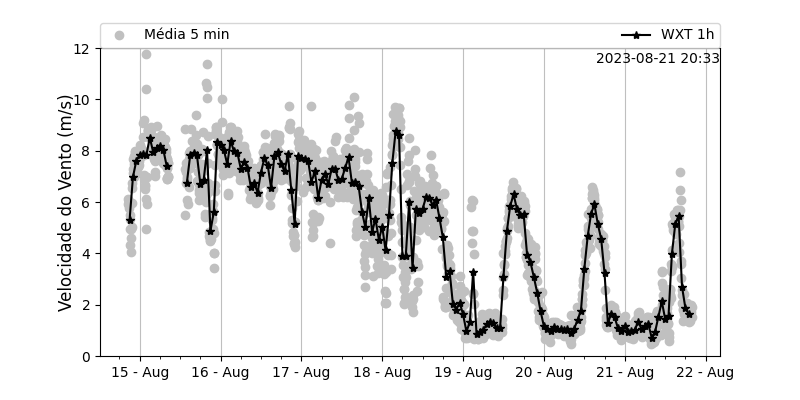 Média 5 min
WXT 1h
2023-08-21 20:33
Velocidade do Vento (m/s)
12
10
8
6
4
2
0
15 - Aug
16 - Aug
17 - Aug
18 - Aug
19 - Aug
20 - Aug
21 - Aug
22 - Aug